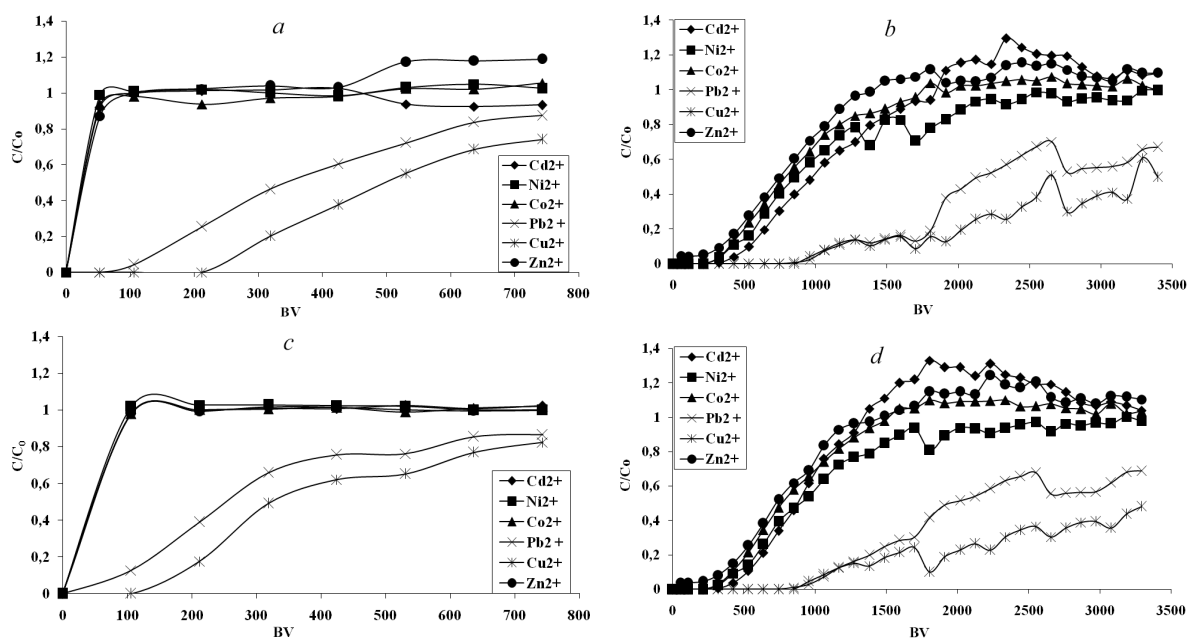 a
1,4
1,2
1
0,8
0,6
0,4
0,2
0
C/Co
0 100 200 300 400 500 600 700 800
BV
Cd2+
Ni2+
Co2+
Pb2 +
Cu2+
Zn2+
b
1,4
1,2
1
0,8
0,6
0,4
0,2
0
C/Co
0 500 1000 1500 2000 2500 3000 3500
BV
Cd2+
Ni2+
Co2+
Pb2 +
Cu2+
Zn2+
c
1,4
1,2
1
0,8
0,6
0,4
0,2
0
C/Co
0 100 200 300 400 500 600 700 800
BV
Cd2+
Ni2+
Co2+
Pb2 +
Cu2+
Zn2+
d
1,4
1,2
1
0,8
0,6
0,4
0,2
0
C/Co
0 500 1000 1500 2000 2500 3000 3500
BV
Cd2+
Ni2+
Co2+
Pb2 +
Cu2+
Zn2+